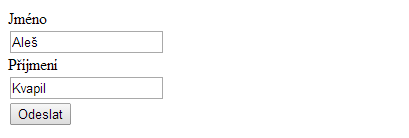 Jméno
Aleš
Příjmení
Kvapil
Odeslat